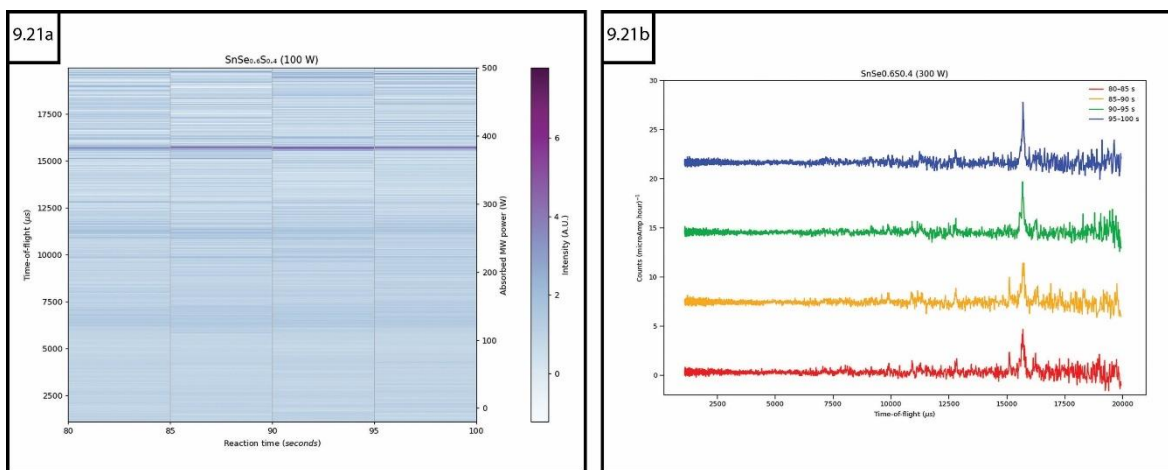 9.21a
SnSe₀.₆S₀.₄ (100 W)
Time-of-flight (µs)
17500
15000
12500
10000
7500
5000
2500
80
85
90
95
100
Reaction time (seconds)
500
400
300
200
100
0
Absorbed MW power (W)
6
4
2
0
Intensity (A.U.)
9.21b
SnSe0.6S0.4 (300 W)
80–85 s
85–90 s
90–95 s
95–100 s
Counts (microAmp.hour)⁻¹
30
25
20
15
10
5
0
2500
5000
7500
10000
12500
15000
17500
20000
Time-of-flight (µs)